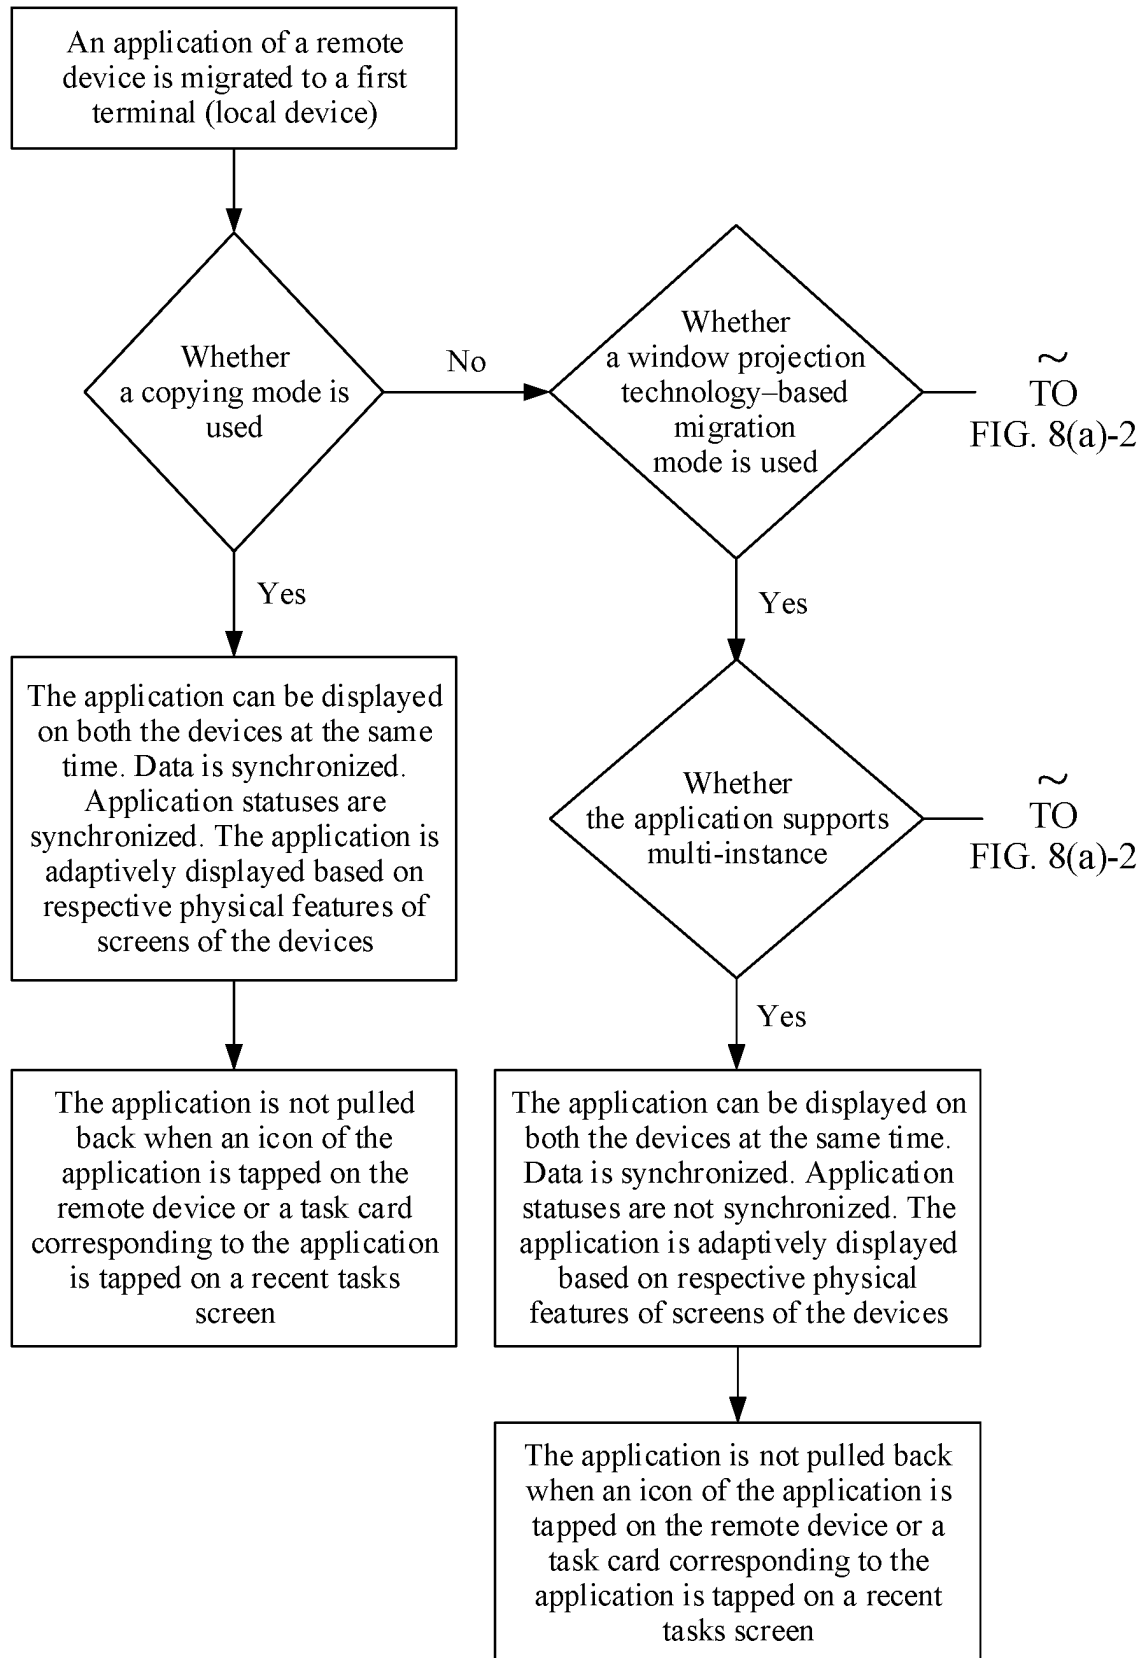 An application of a remote
device is migrated to a first
terminal (local device)
Whether
a copying mode is
used
No
Whether
a window projection
technology–based
migration
mode is used
~
TO
FIG. 8(a)-2
Yes
The application can be displayed
on both the devices at the same
time. Data is synchronized.
Application statuses are
synchronized. The application is
adaptively displayed based on
respective physical features of
screens of the devices
Yes
Whether
the application supports
multi-instance
~
TO
FIG. 8(a)-2
The application is not pulled
back when an icon of the
application is tapped on the
remote device or a task card
corresponding to the application
is tapped on a recent tasks
screen
Yes
The application can be displayed on
both the devices at the same time.
Data is synchronized. Application
statuses are not synchronized. The
application is adaptively displayed
based on respective physical
features of screens of the devices
The application is not pulled back
when an icon of the application is
tapped on the remote device or a
task card corresponding to the
application is tapped on a recent
tasks screen